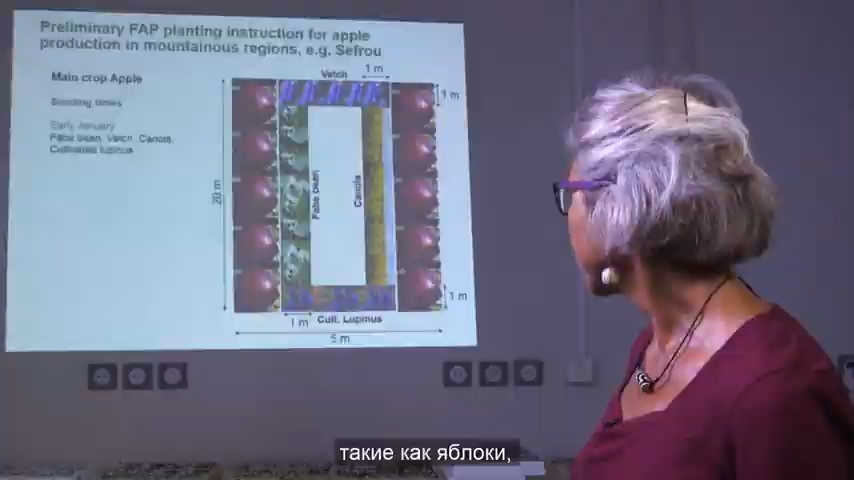 Preliminary FAP planting instruction for apple
production in mountainous regions, e.g. Sefrou
Main crop Apple
Seeding times
Early January
Faba bean, Vetch, Canola,
Cultivated lupinus
Vetch
1 m
1 m
20 m
Faba bean
Canola
1 m
1 m
Cult. Lupinus
5 m
такие как яблоки,